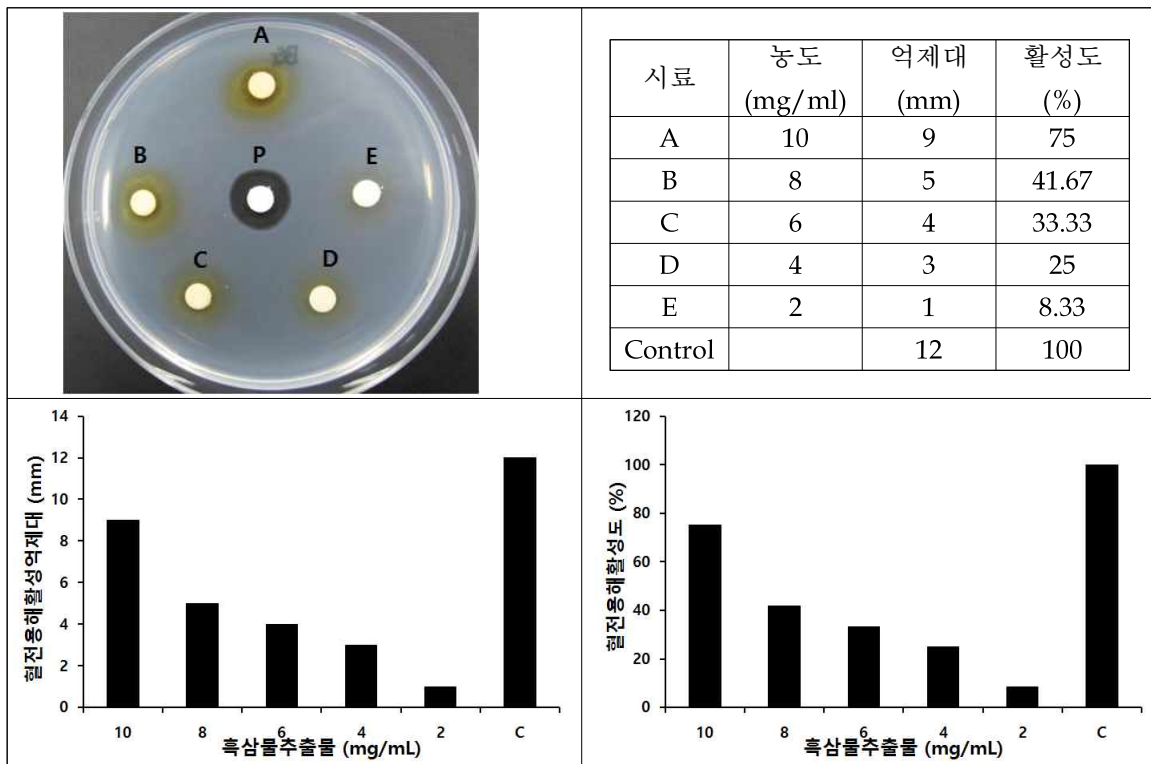 A
B
P
E
C
D
시료 농도 (mg/ml) 억제대 (mm) 활성도 (%)
A 10 9 75
B 8 5 41.67
C 6 4 33.33
D 4 3 25
E 2 1 8.33
Control 12 100
14
12
10
8
6
4
2
0
혈전용해활성억제대 (mm)
10 8 6 4 2 C
흑삼물추출물 (mg/mL)
120
100
80
60
40
20
0
혈전용해활성도 (%)
10 8 6 4 2 C
흑삼물추출물 (mg/mL)